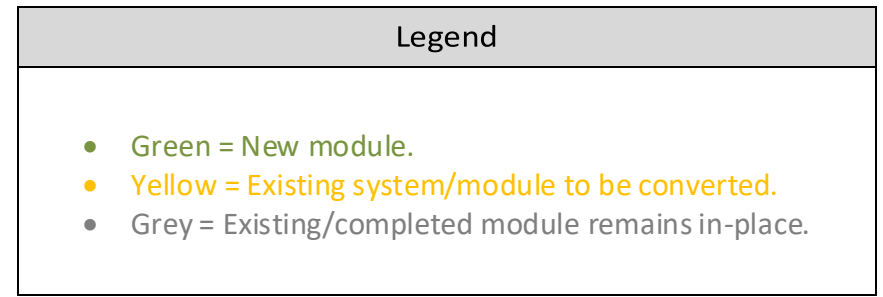 Legend
• Green = New module.
• Yellow = Existing system/module to be converted.
• Grey = Existing/completed module remains in-place.